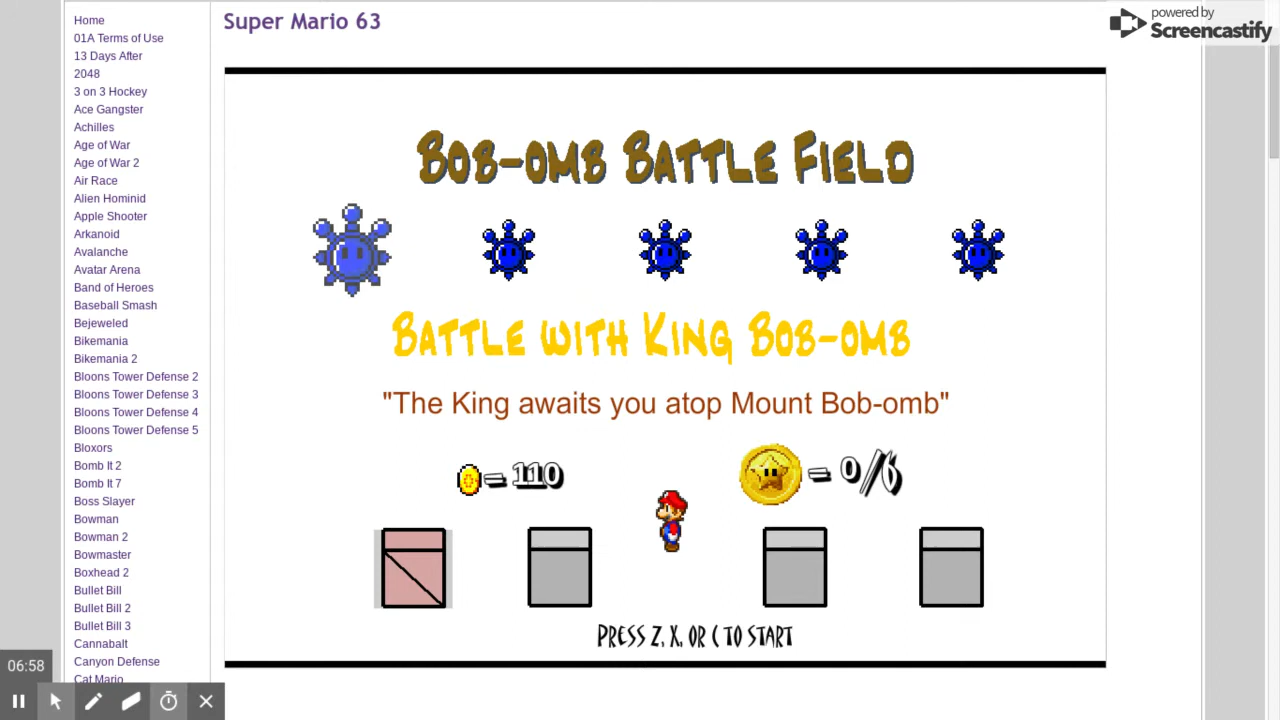 Home
01A Terms of Use
13 Days After
2048
3 on 3 Hockey
Ace Gangster
Achilles
Age of War
Age of War 2
Air Race
Alien Hominid
Apple Shooter
Arkanoid
Avalanche
Avatar Arena
Band of Heroes
Baseball Smash
Bejeweled
Bikemania
Bikemania 2
Bloons Tower Defense 2
Bloons Tower Defense 3
Bloons Tower Defense 4
Bloons Tower Defense 5
Bloxors
Bomb It 2
Bomb It 7
Boss Slayer
Bowman
Bowman 2
Bowmaster
Boxhead 2
Bullet Bill
Bullet Bill 2
Bullet Bill 3
Cannabalt
Canyon Defense
Cat Mario
06:58
Super Mario 63
powered by
Screencastify
Bob-omb Battle Field
Battle with King Bob-omb
"The King awaits you atop Mount Bob-omb"
= 110
= 0/6
PRESS Z, X, OR C TO START